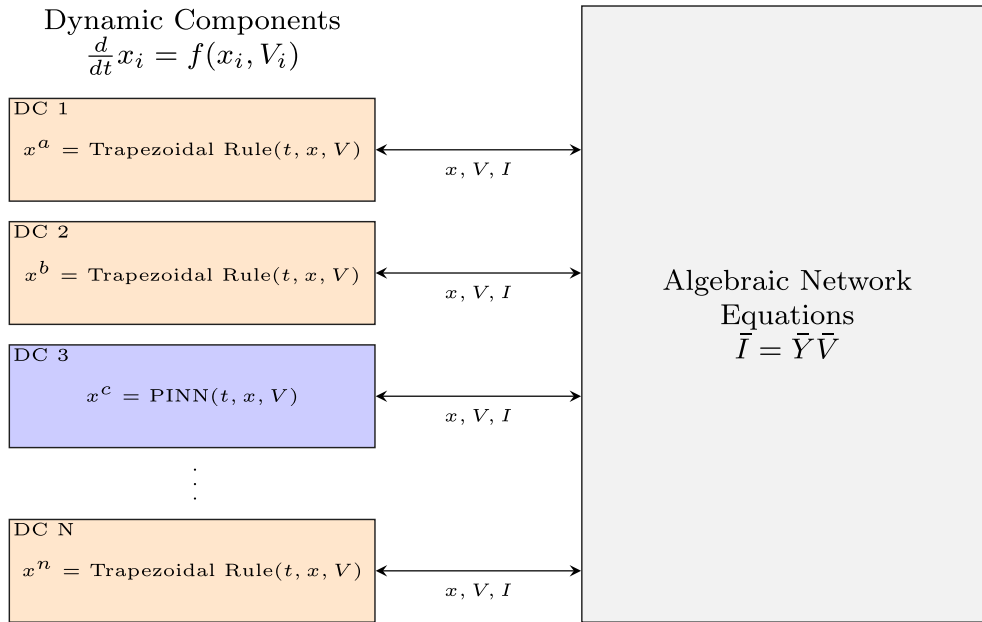 Dynamic Components
d/dt x_i = f(x_i, V_i)
DC 1
x^a = Trapezoidal Rule(t, x, V)
x, V, I
DC 2
x^b = Trapezoidal Rule(t, x, V)
x, V, I
DC 3
x^c = PINN(t, x, V)
x, V, I
⋮
DC N
x^n = Trapezoidal Rule(t, x, V)
x, V, I
Algebraic Network
Equations
Ī = Ȳ V̄